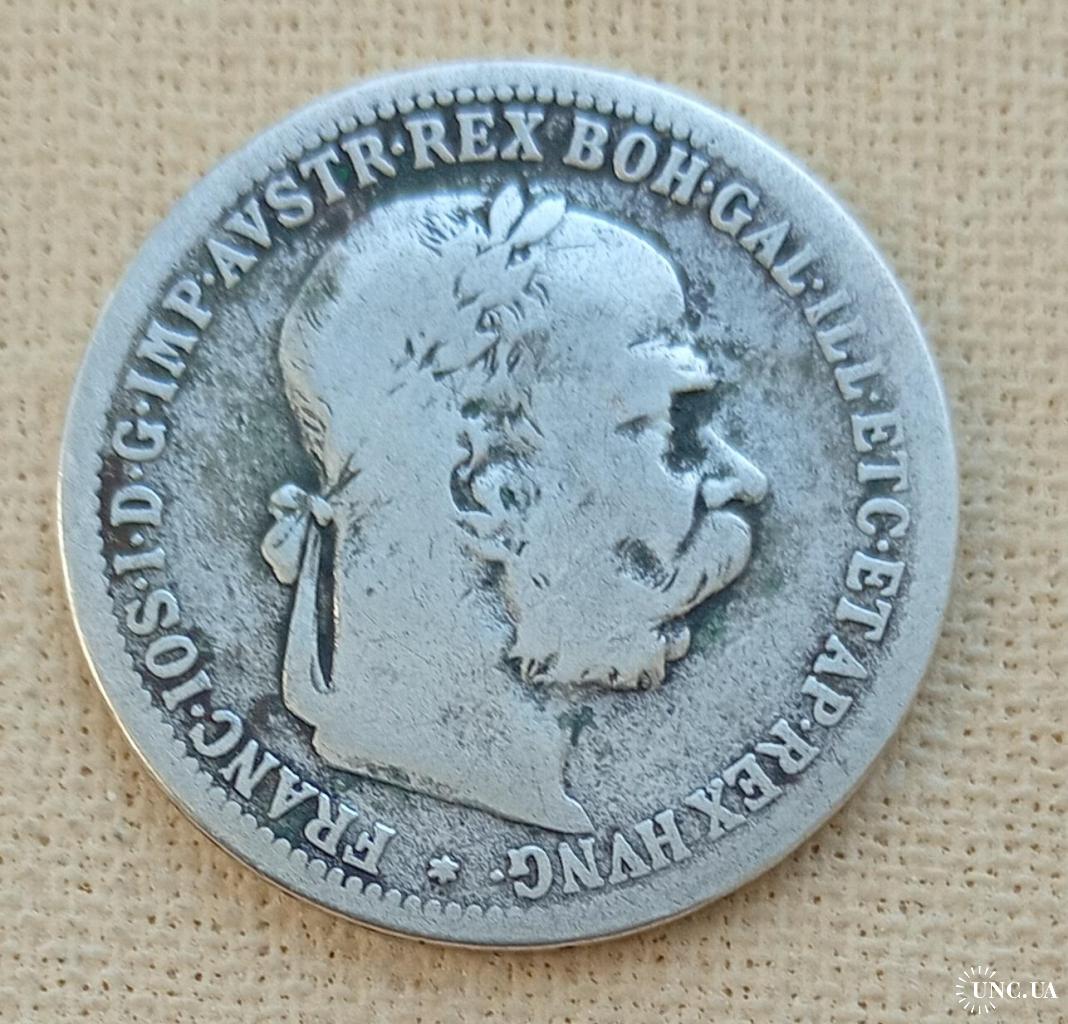 FRANC·IOS·I·D·G·IMP·AVSTR·REX BOH·GAL·ILL·ETC·ET AP·REX HVNG·
UNC.UA